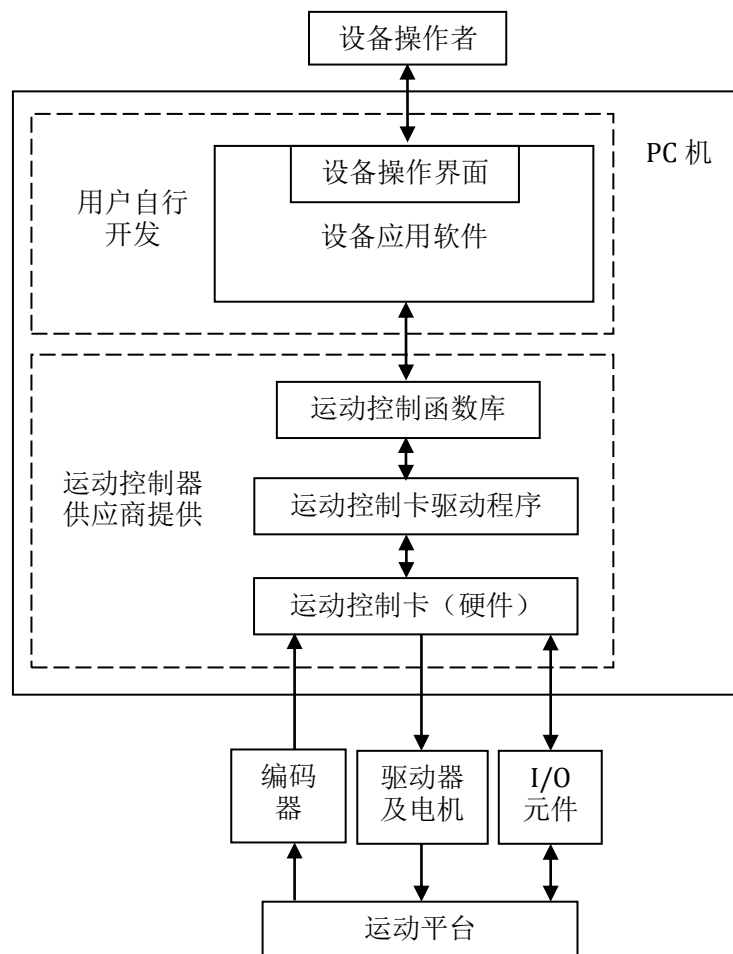 设备操作者
PC 机
设备操作界面
用户自行
开发
设备应用软件
运动控制函数库
运动控制器
供应商提供
运动控制卡驱动程序
运动控制卡（硬件）
编码
器
驱动器
及电机
I/O
元件
运动平台